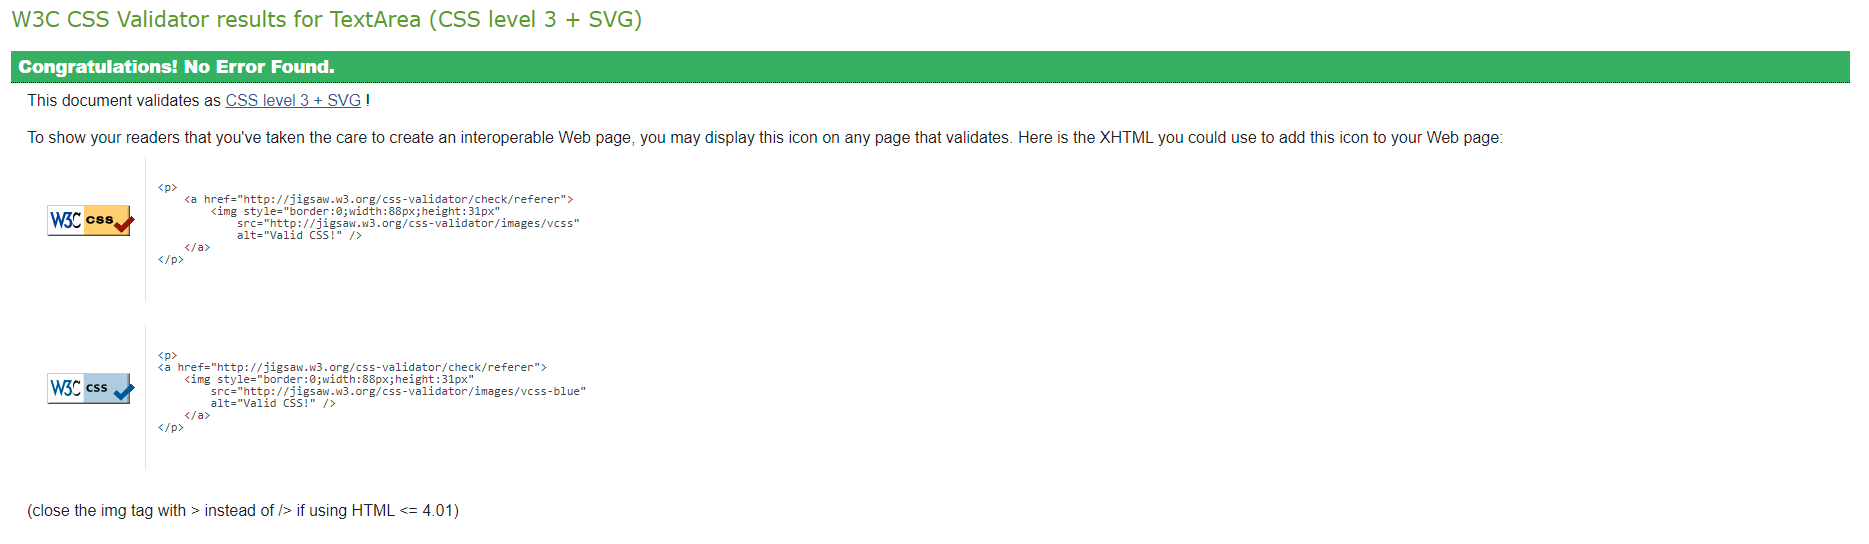 W3C CSS Validator results for TextArea (CSS level 3 + SVG)
Congratulations! No Error Found.
This document validates as CSS level 3 + SVG !
To show your readers that you've taken the care to create an interoperable Web page, you may display this icon on any page that validates. Here is the XHTML you could use to add this icon to your Web page:
W3C css
<p>
<a href="http://jigsaw.w3.org/css-validator/check/referer">
<img style="border:0;width:88px;height:31px"
src="http://jigsaw.w3.org/css-validator/images/vcss"
alt="Valid CSS!" />
</a>
</p>
W3C css
<p>
<a href="http://jigsaw.w3.org/css-validator/check/referer">
<img style="border:0;width:88px;height:31px"
src="http://jigsaw.w3.org/css-validator/images/vcss-blue"
alt="Valid CSS!" />
</a>
</p>
(close the img tag with > instead of /> if using HTML <= 4.01)